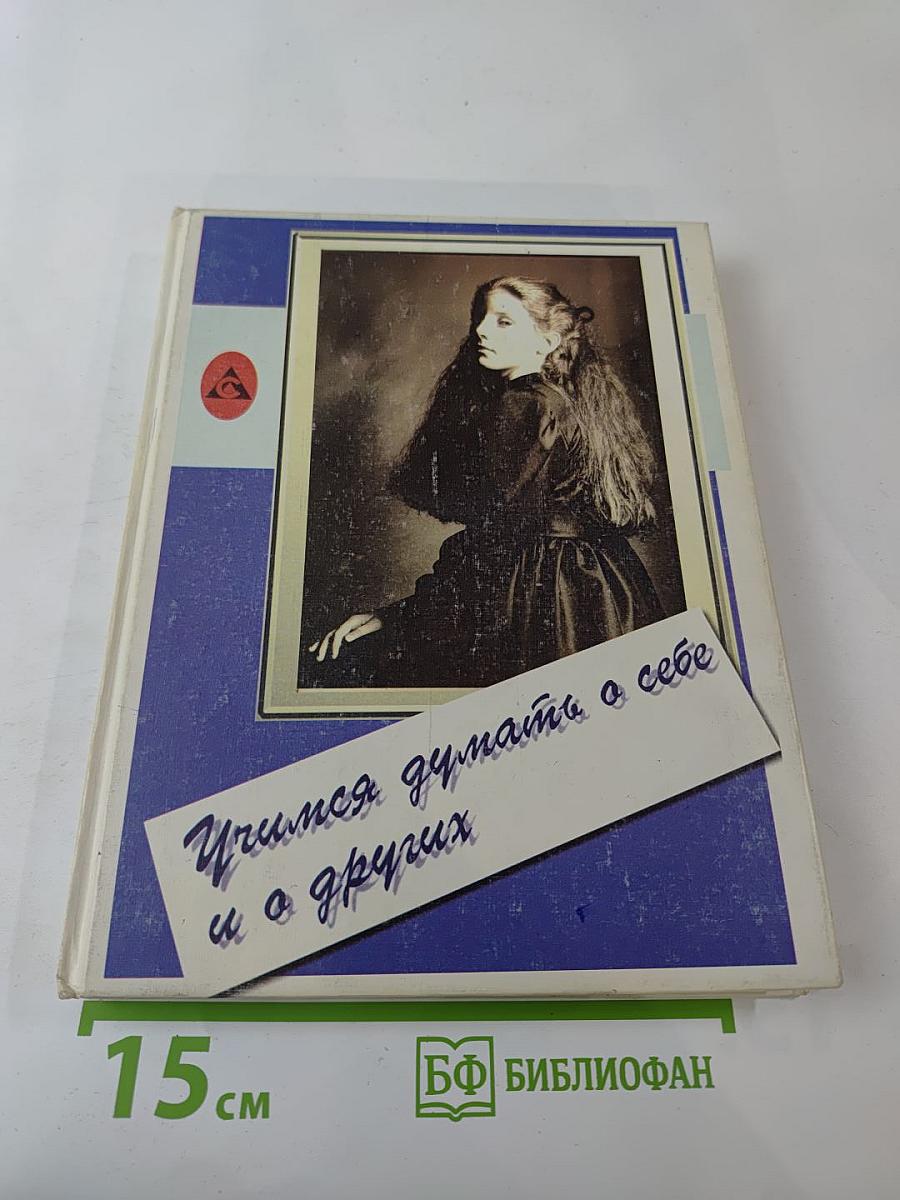 С
Учимся думать о себе
и о других
15 см
БФ БИБЛИОФАН